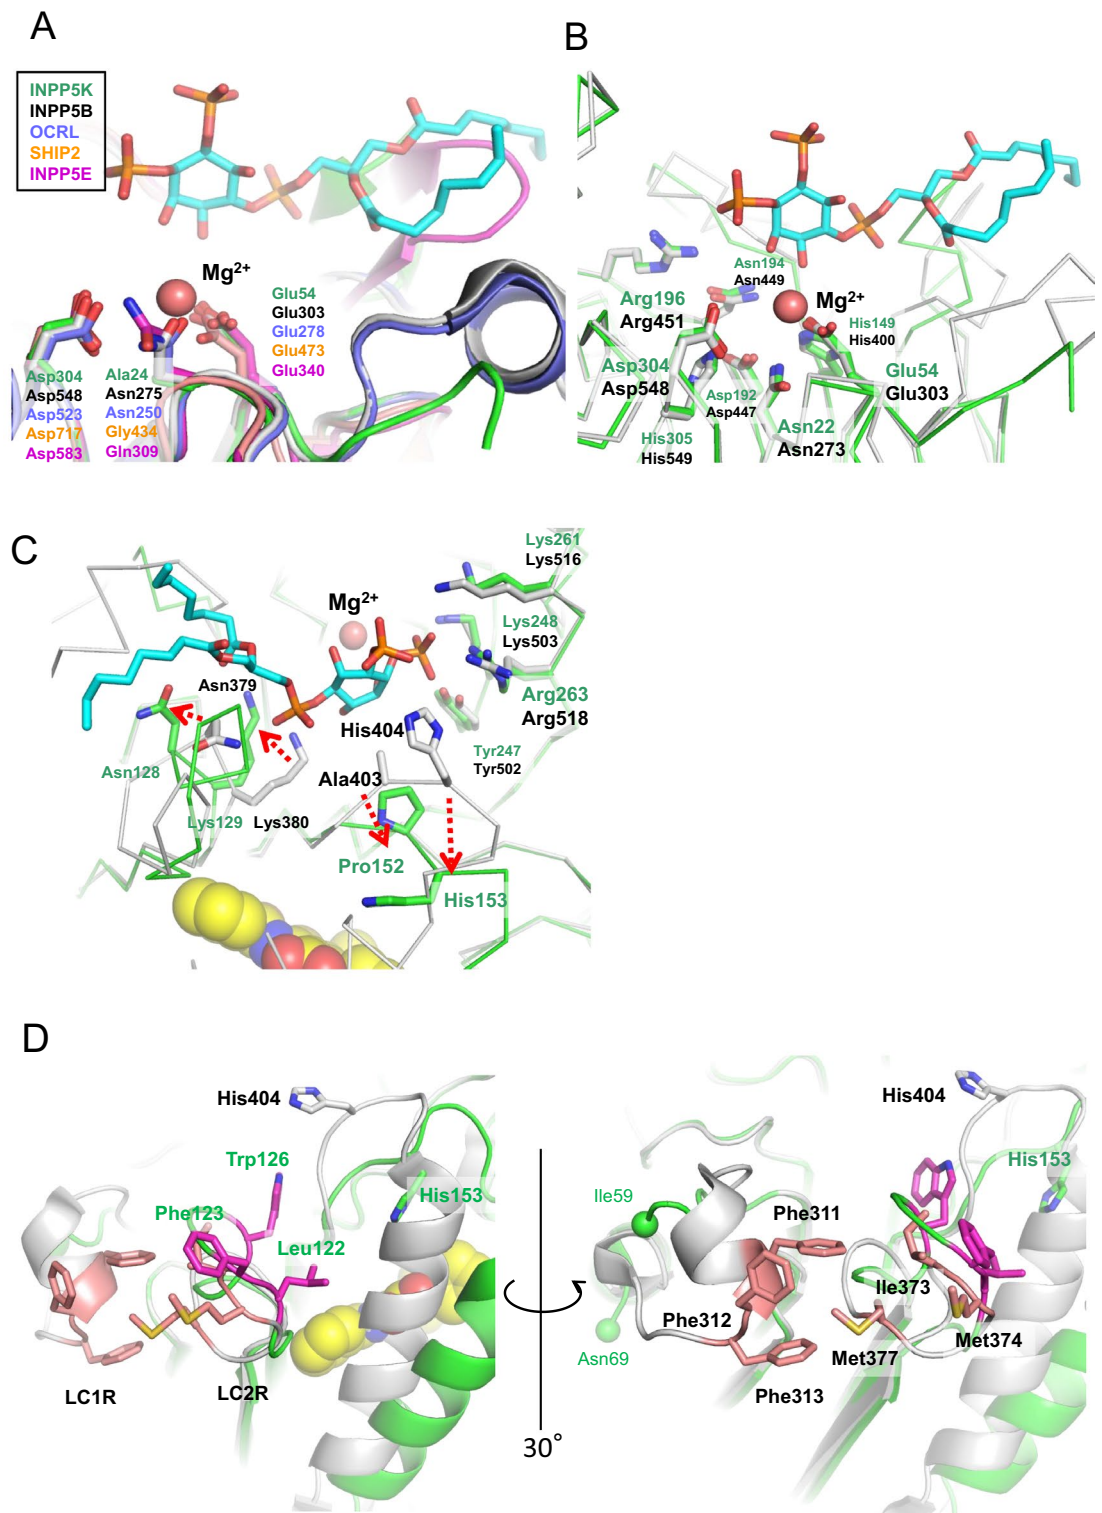 A
INPP5K
INPP5B
OCRL
SHIP2
INPP5E
Mg2+
Glu54
Glu303
Glu278
Glu473
Glu340
Asp304
Asp548
Asp523
Asp717
Asp583
Ala24
Asn275
Asn250
Gly434
Gln309
B
Asn194
Asn449
Mg2+
Arg196
Arg451
His149
His400
Asp304
Asp548
Glu54
Glu303
Asp192
Asp447
Asn22
Asn273
His305
His549
C
Lys261
Lys516
Mg2+
Lys248
Lys503
Asn379
Arg263
Arg518
His404
Tyr247
Tyr502
Asn128
Ala403
Lys129
Lys380
Pro152
His153
D
His404
Trp126
His153
Phe123
Leu122
LC1R
LC2R
30°
His404
His153
Ile59
Phe311
Ile373
Phe312
Met374
Asn69
Met377
Phe313